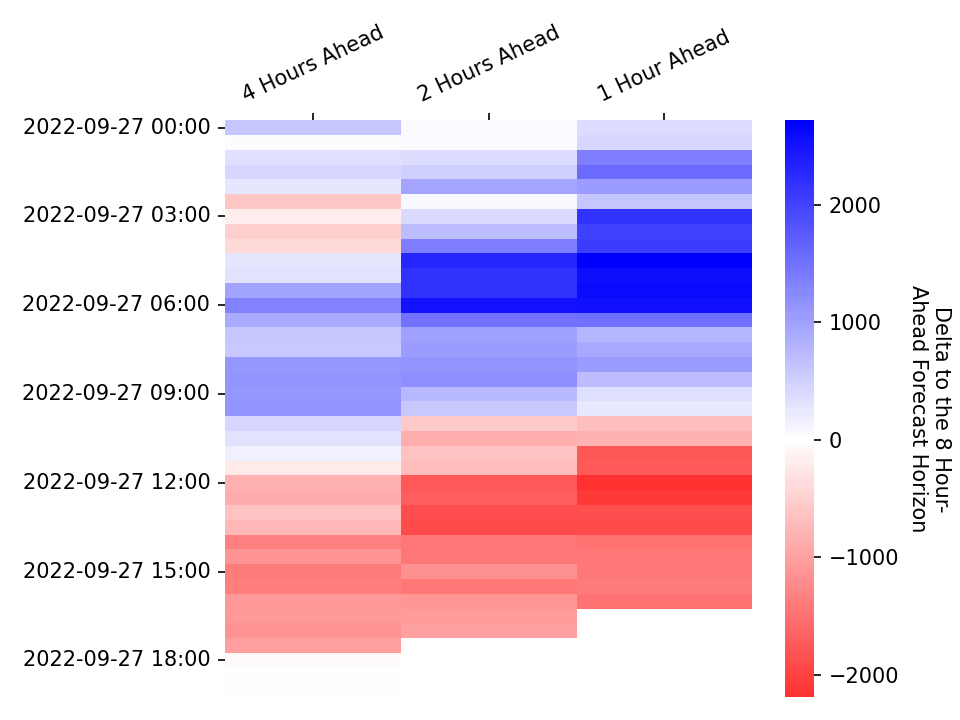 4 Hours Ahead
2 Hours Ahead
1 Hour Ahead
2022-09-27 00:00
2022-09-27 03:00
2022-09-27 06:00
2022-09-27 09:00
2022-09-27 12:00
2022-09-27 15:00
2022-09-27 18:00
2000
1000
0
−1000
−2000
Delta to the 8 Hour-
Ahead Forecast Horizon